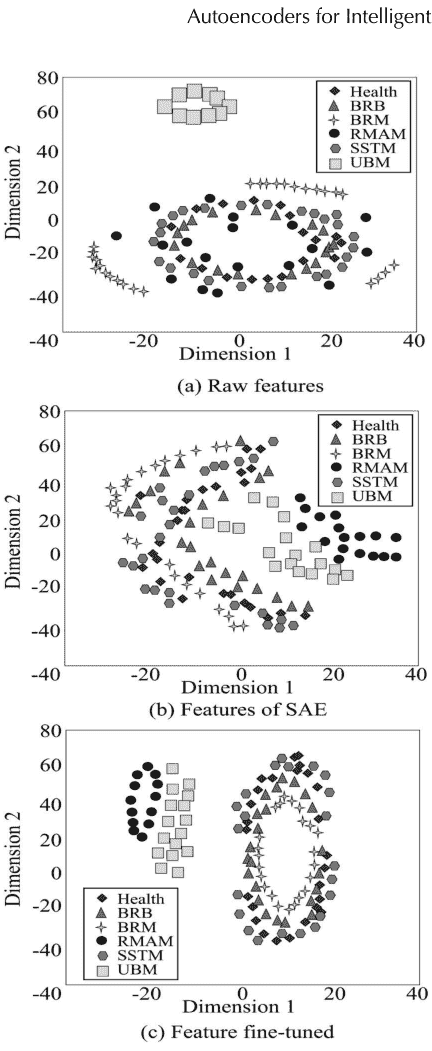 Autoencoders for Intelligent
80
60
40
20
0
-20
-40
-40
-20
0
20
40
Dimension 2
Dimension 1
Health
BRB
BRM
RMAM
SSTM
UBM
(a) Raw features
80
60
40
20
0
-20
-40
-40
-20
0
20
40
Dimension 2
Dimension 1
Health
BRB
BRM
RMAM
SSTM
UBM
(b) Features of SAE
80
60
40
20
0
-20
-40
-40
-20
0
20
40
Dimension 2
Dimension 1
Health
BRB
BRM
RMAM
SSTM
UBM
(c) Feature fine-tuned